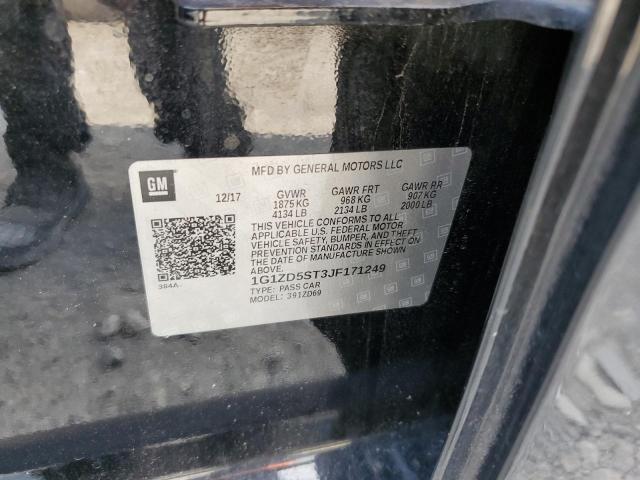 MFD BY GENERAL MOTORS LLC
GM
12/17 GVWR GAWR FRT GAWR RR
1875 KG 968 KG 907 KG
4134 LB 2134 LB 2000 LB
THIS VEHICLE CONFORMS TO ALL
APPLICABLE U.S. FEDERAL MOTOR
VEHICLE SAFETY, BUMPER, AND THEFT
PREVENTION STANDARDS IN EFFECT ON
THE DATE OF MANUFACTURE SHOWN ABOVE.
384A
1G1ZD5ST3JF171249
TYPE: PASS CAR
MODEL: 391ZD69